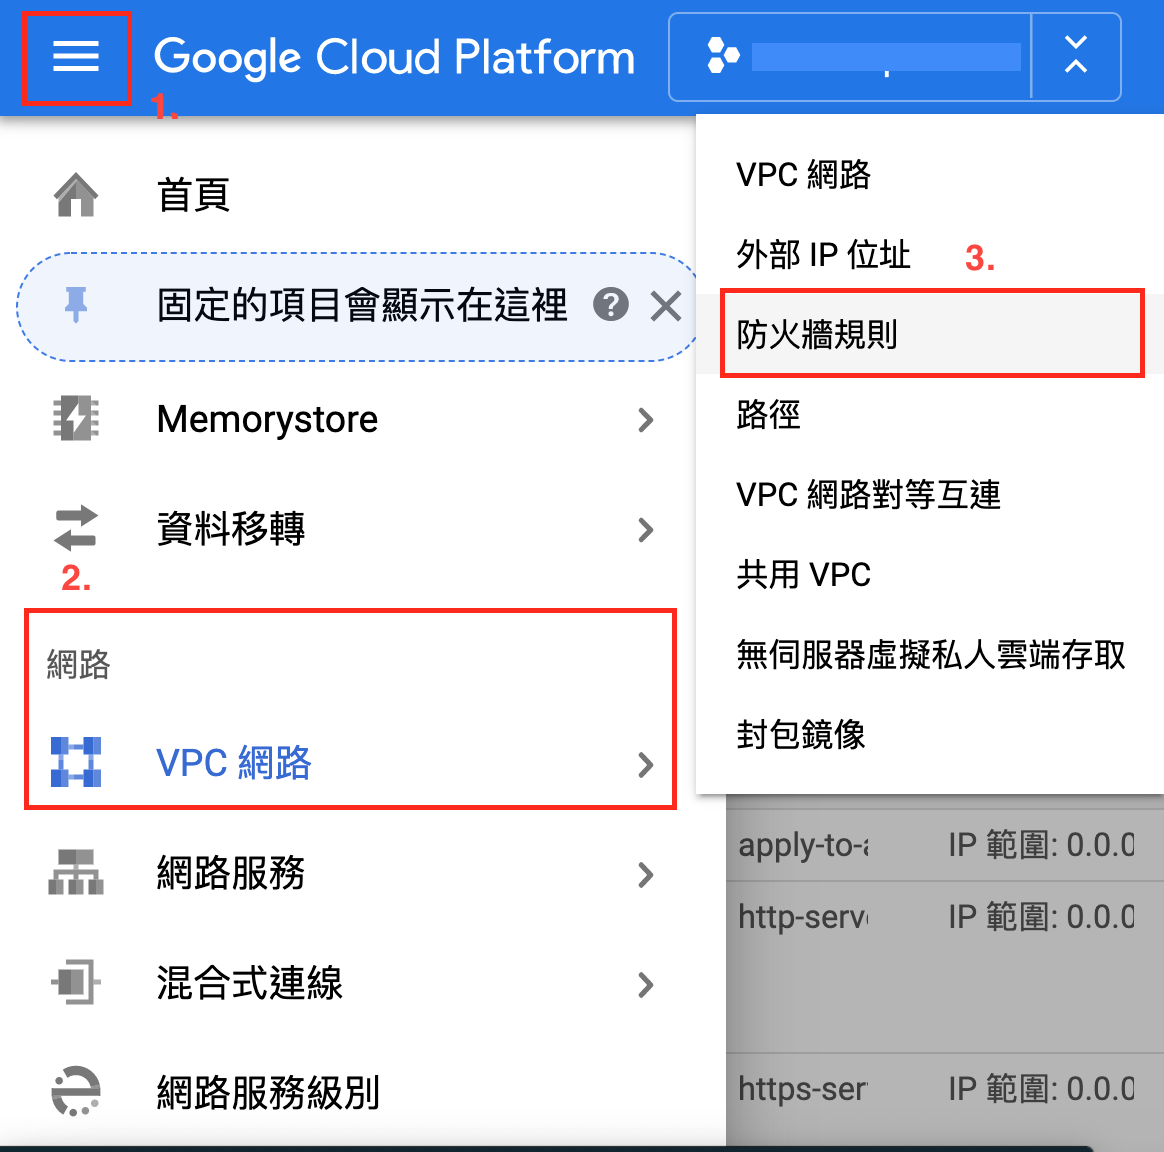 Google Cloud Platform
1.
首頁
固定的項目會顯示在這裡
Memorystore
資料移轉
2.
網路
VPC 網路
網路服務
混合式連線
網路服務級別
VPC 網路
外部 IP 位址
3.
防火牆規則
路徑
VPC 網路對等互連
共用 VPC
無伺服器虛擬私人雲端存取
封包鏡像
apply-to-a IP 範圍: 0.0.0
http-serv IP 範圍: 0.0.0
https-ser IP 範圍: 0.0.0